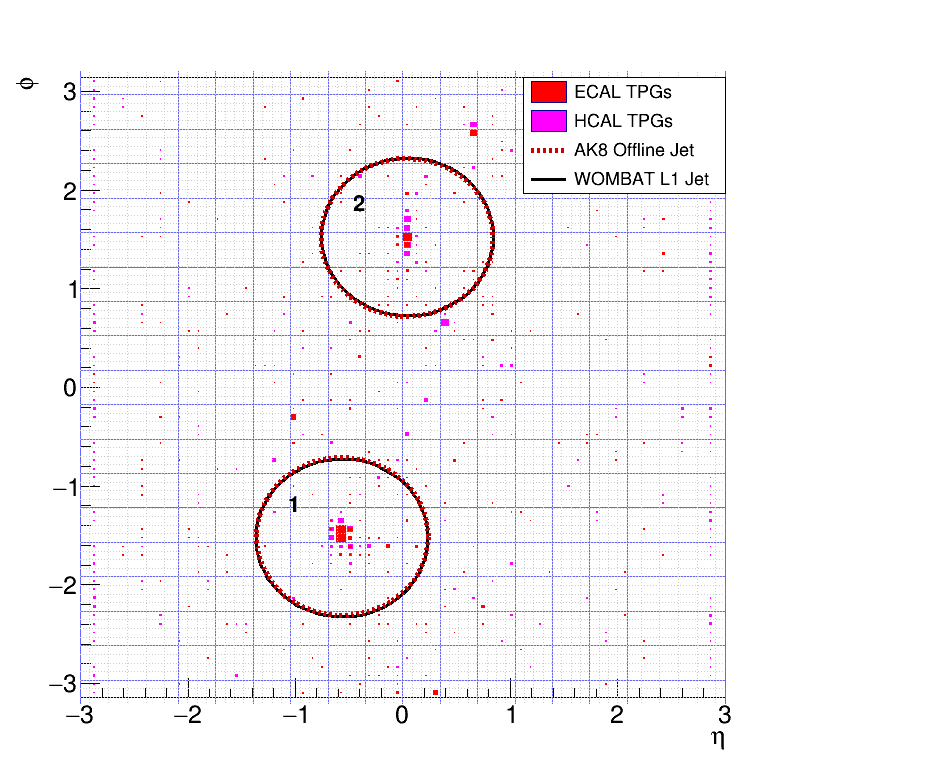 φ
3
2
1
0
−1
−2
−3
ECAL TPGs
HCAL TPGs
AK8 Offline Jet
WOMBAT L1 Jet
2
1
−3 −2 −1 0 1 2 3
η